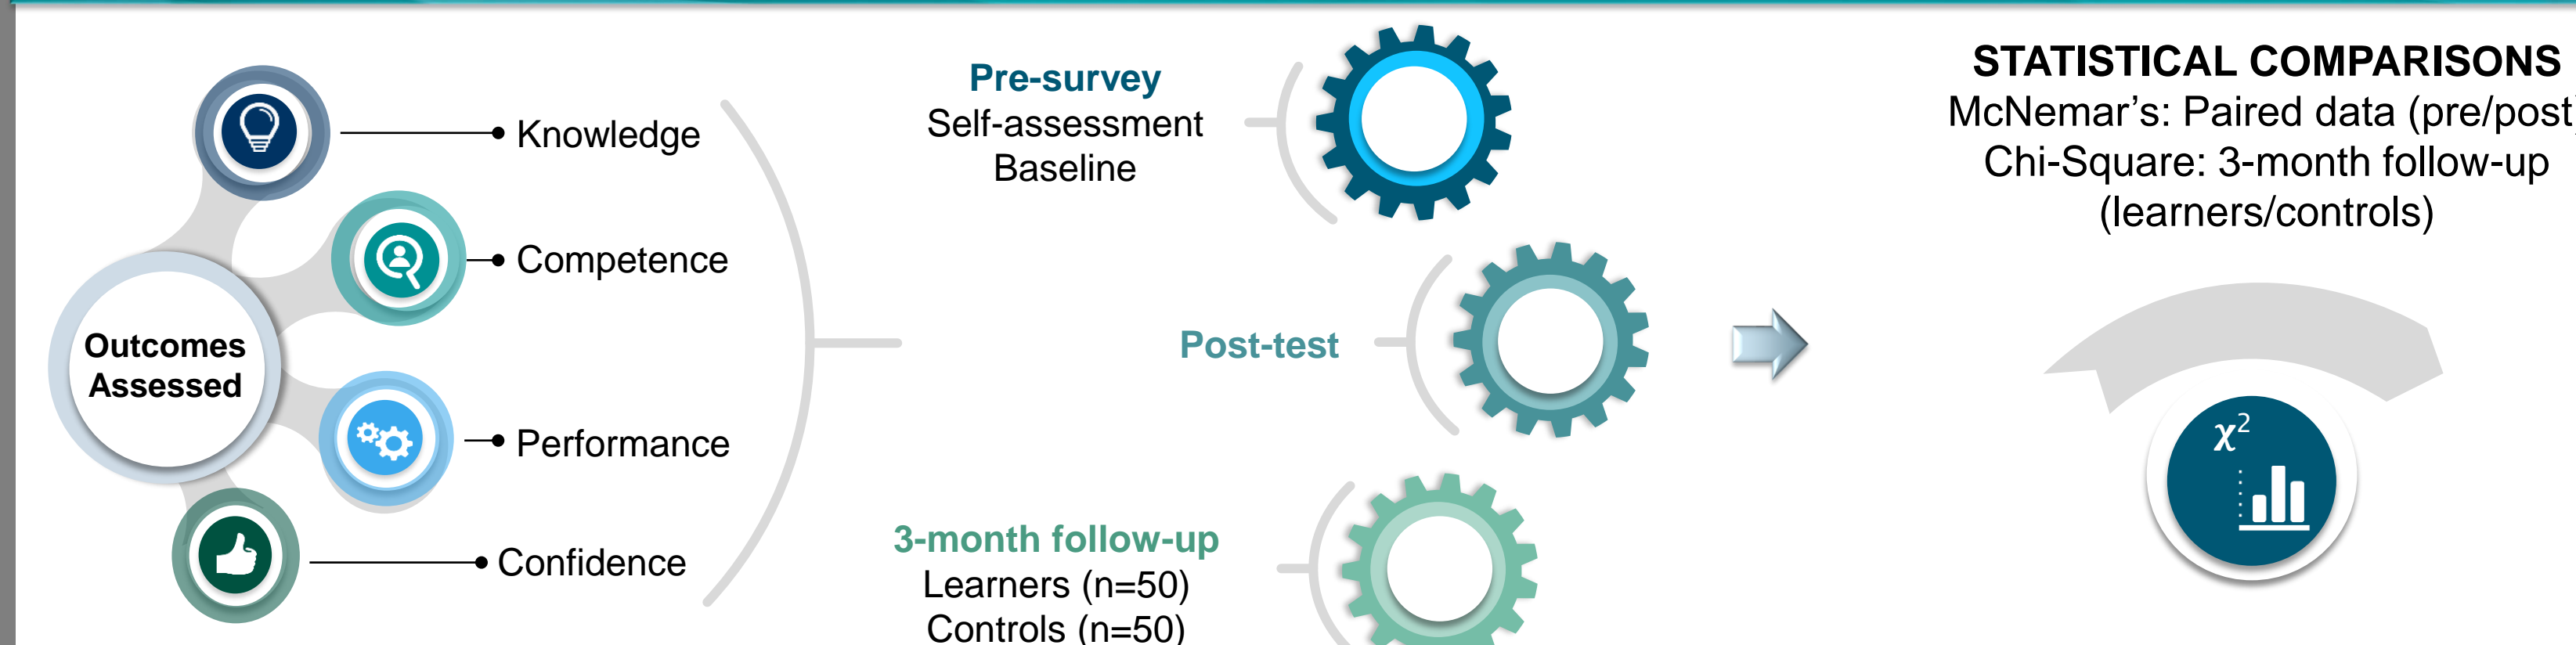 Outcomes
Assessed
Knowledge
Competence
Performance
Confidence
Pre-survey
Self-assessment
Baseline
Post-test
3-month follow-up
Learners (n=50)
Controls (n=50)
STATISTICAL COMPARISONS
McNemar’s: Paired data (pre/post)
Chi-Square: 3-month follow-up
(learners/controls)
χ²